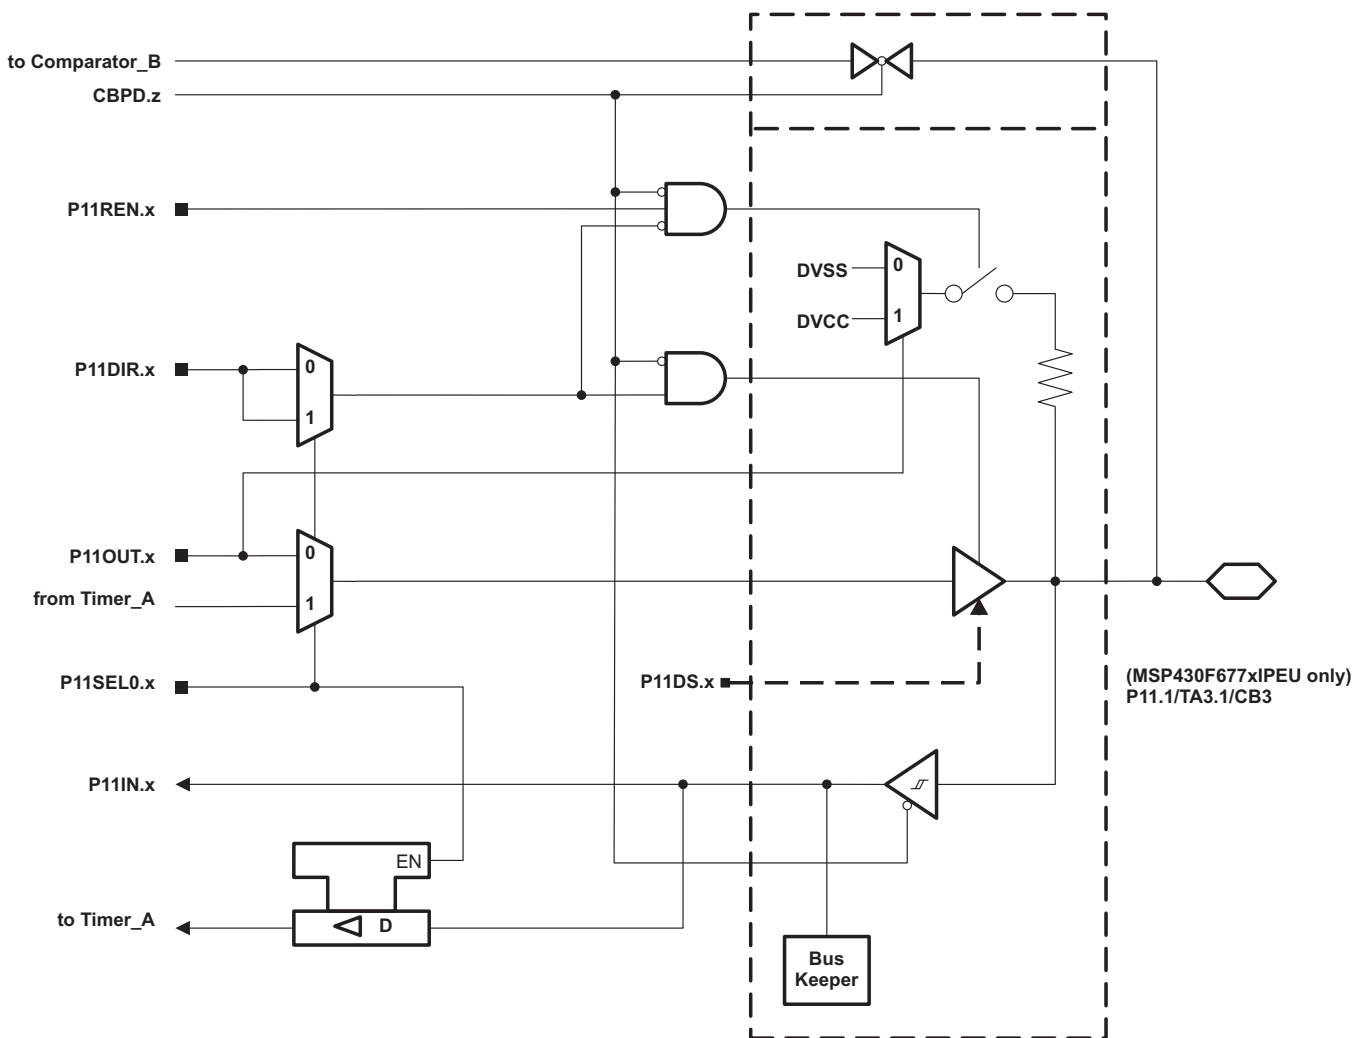 to Comparator_B
CBPD.z
P11REN.x
DVSS
0
DVCC
1
P11DIR.x
0
1
P11OUT.x
0
from Timer_A
1
P11SEL0.x
P11DS.x
(MSP430F677xIPEU only)
P11.1/TA3.1/CB3
P11IN.x
EN
to Timer_A
D
Bus
Keeper